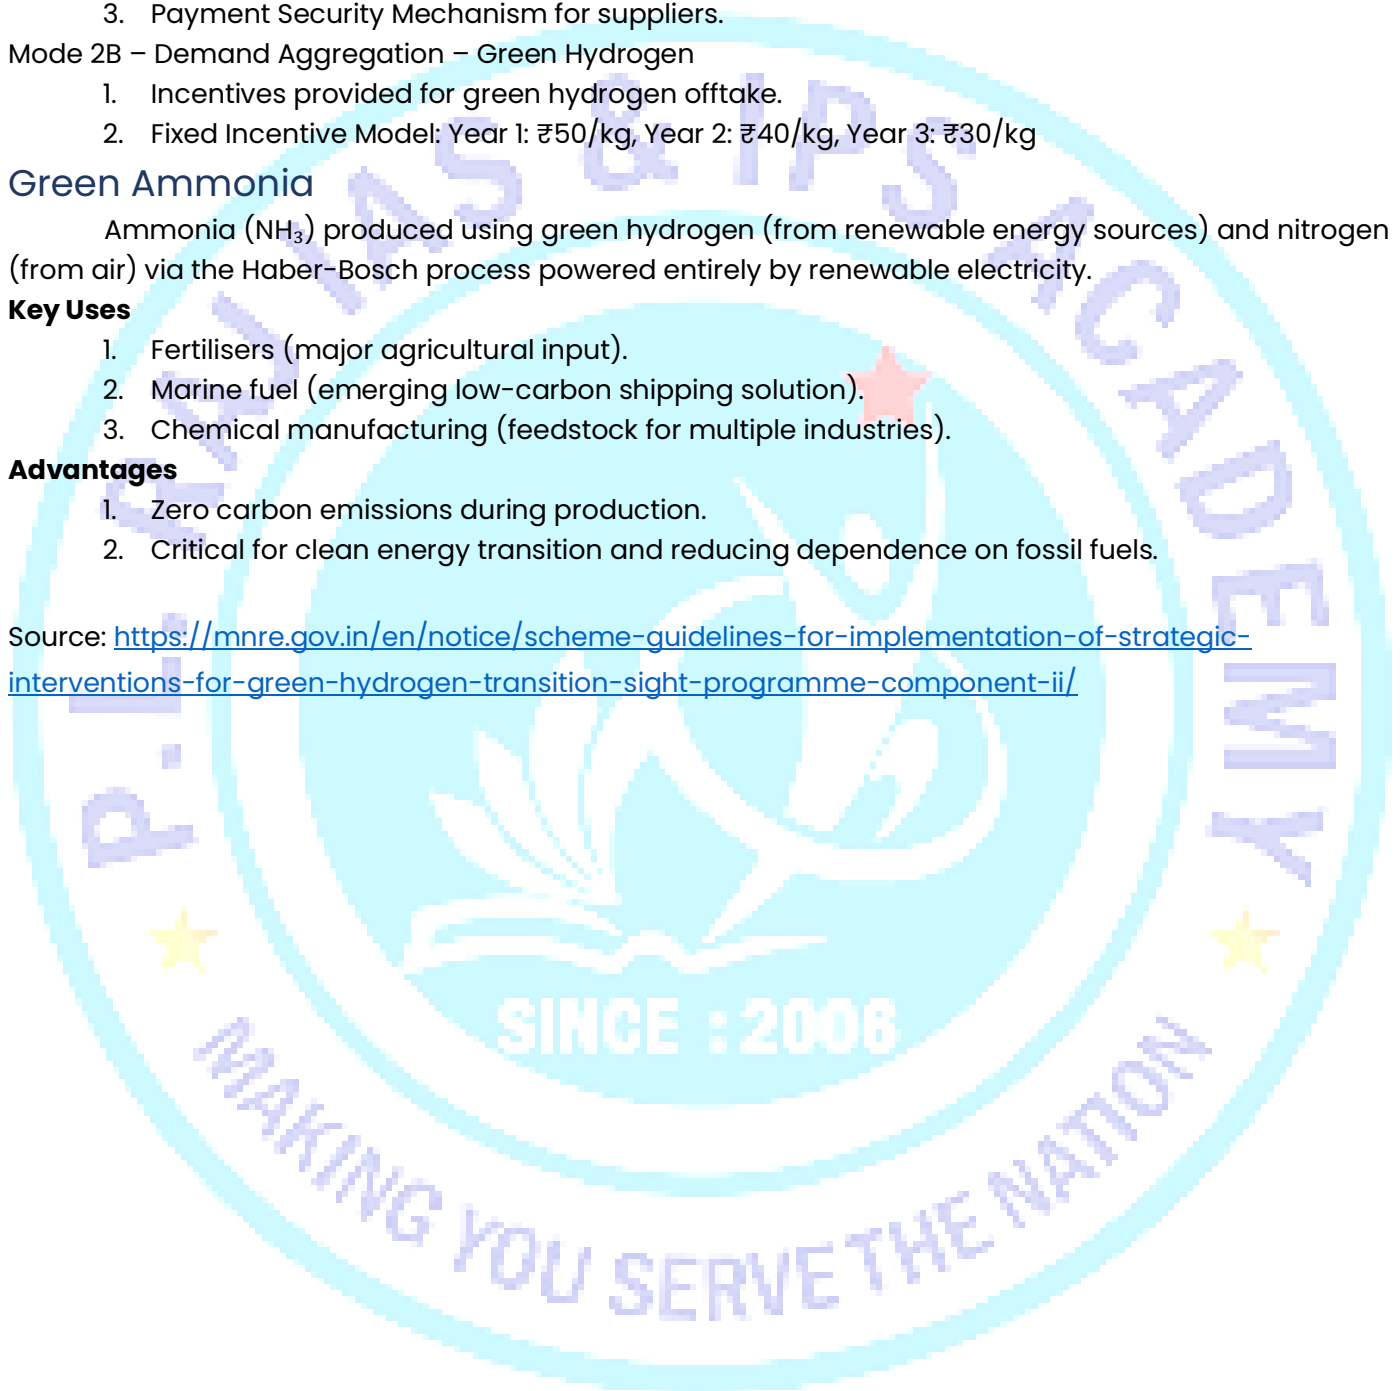 3. Payment Security Mechanism for suppliers.
Mode 2B – Demand Aggregation – Green Hydrogen
1. Incentives provided for green hydrogen offtake.
2. Fixed Incentive Model: Year 1: ₹50/kg, Year 2: ₹40/kg, Year 3: ₹30/kg
Green Ammonia
Ammonia (NH₃) produced using green hydrogen (from renewable energy sources) and nitrogen
(from air) via the Haber-Bosch process powered entirely by renewable electricity.
Key Uses
1. Fertilisers (major agricultural input).
2. Marine fuel (emerging low-carbon shipping solution).
3. Chemical manufacturing (feedstock for multiple industries).
Advantages
1. Zero carbon emissions during production.
2. Critical for clean energy transition and reducing dependence on fossil fuels.
Source: https://mnre.gov.in/en/notice/scheme-guidelines-for-implementation-of-strategic-
interventions-for-green-hydrogen-transition-sight-programme-component-ii/
P.L. RAJ IAS & IPS ACADEMY
SINCE : 2006
MAKING YOU SERVE THE NATION